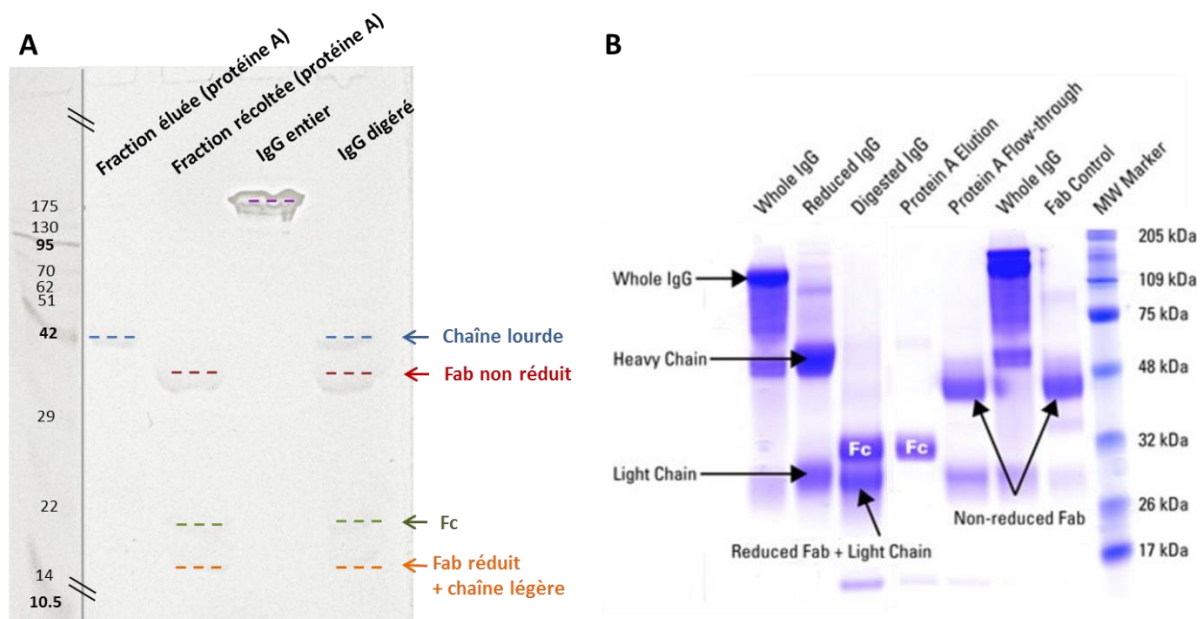 A
Fraction éluée (protéine A)
Fraction récoltée (protéine A)
IgG entier
IgG digéré
175
130
95
70
62
51
42
29
22
14
10.5
Chaîne lourde
Fab non réduit
Fc
Fab réduit
+ chaîne légère
B
Whole IgG
Reduced IgG
Digested IgG
Protein A Elution
Protein A Flow-through
Whole IgG
Fab Control
MW Marker
Whole IgG
Heavy Chain
Light Chain
Fc
Fc
Reduced Fab + Light Chain
Non-reduced Fab
205 kDa
109 kDa
75 kDa
48 kDa
32 kDa
26 kDa
17 kDa